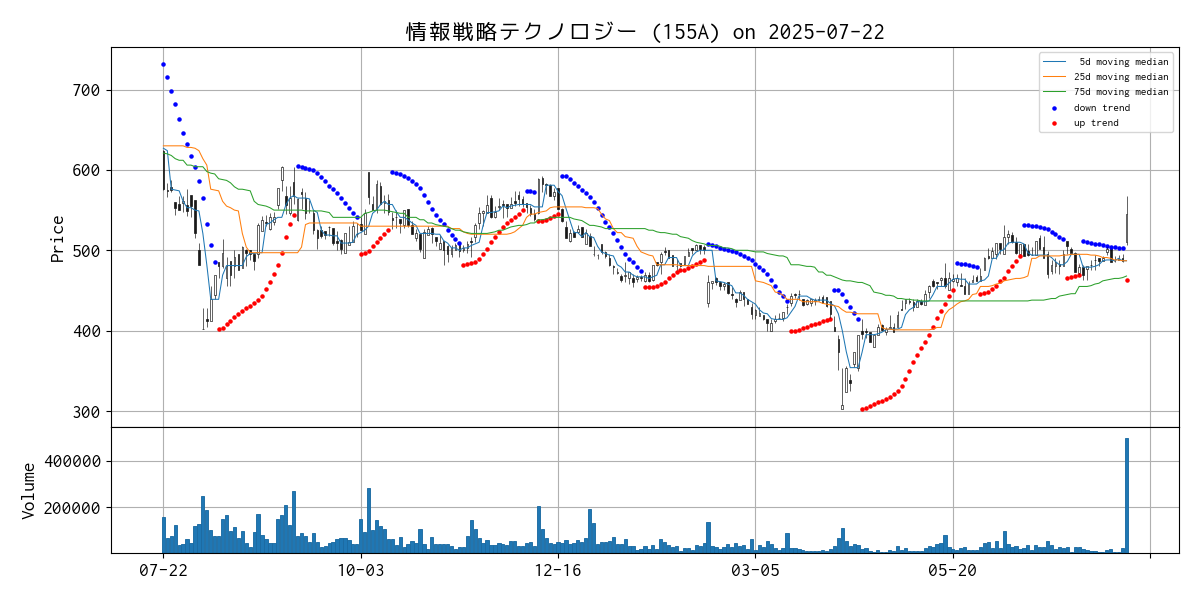 情報戦略テクノロジー (155A) on 2025-07-22
Price
700
600
500
400
300
5d moving median
25d moving median
75d moving median
down trend
up trend
Volume
400000
200000
07-22
10-03
12-16
03-05
05-20